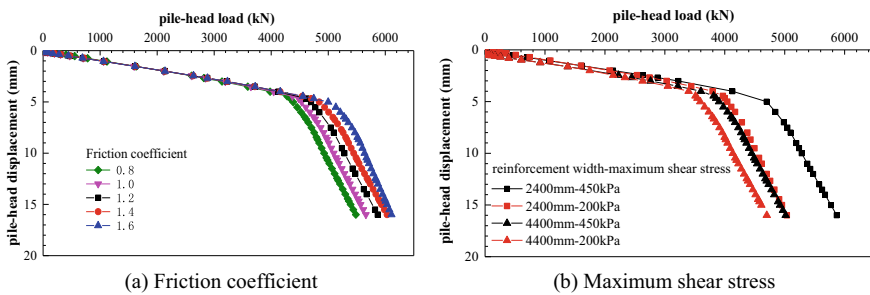 pile-head load (kN)
0 1000 2000 3000 4000 5000 6000
0
5
10
15
20
pile-head displacement (mm)
Friction coefficient
0.8
1.0
1.2
1.4
1.6
(a) Friction coefficient
pile-head load (kN)
0 1000 2000 3000 4000 5000 6000
0
5
10
15
20
pile-head displacement (mm)
reinforcement width-maximum shear stress
2400mm-450kPa
2400mm-200kPa
4400mm-450kPa
4400mm-200kPa
(b) Maximum shear stress